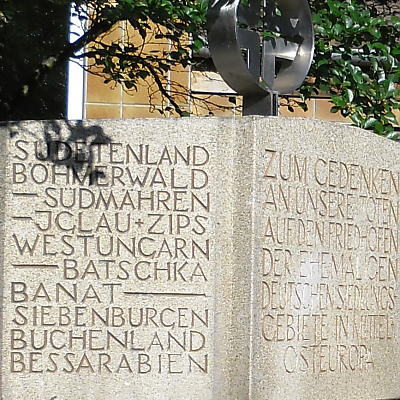 SUDETENLAND
BÖHMERWALD
— SÜDMÄHREN
— JGLAU + ZIPS
WESTUNGARN
— BATSCHKA
BANAT —
SIEBENBÜRGEN
BUCHENLAND
BESSARABIEN
ZUM GEDENKEN
AN UNSERE TOTEN
AUF DEN FRIEDHÖFEN
DER EHEMALIGEN
DEUTSCHEN SIEDLUNGS
GEBIETE IN MITTEL
OSTEUROPA